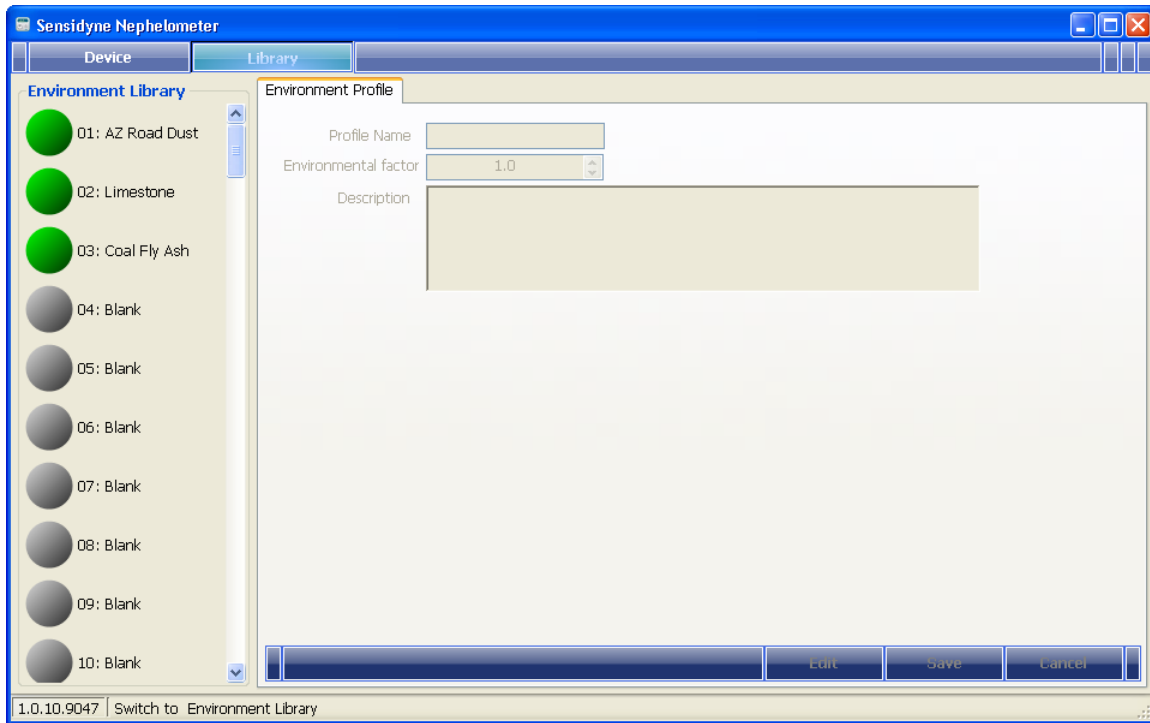 Sensidyne Nephelometer
Device
Library
Environment Library
01: AZ Road Dust
02: Limestone
03: Coal Fly Ash
04: Blank
05: Blank
06: Blank
07: Blank
08: Blank
09: Blank
10: Blank
Environment Profile
Profile Name
Environmental factor 1.0
Description
Edit Save Cancel
1.0.10.9047 Switch to Environment Library